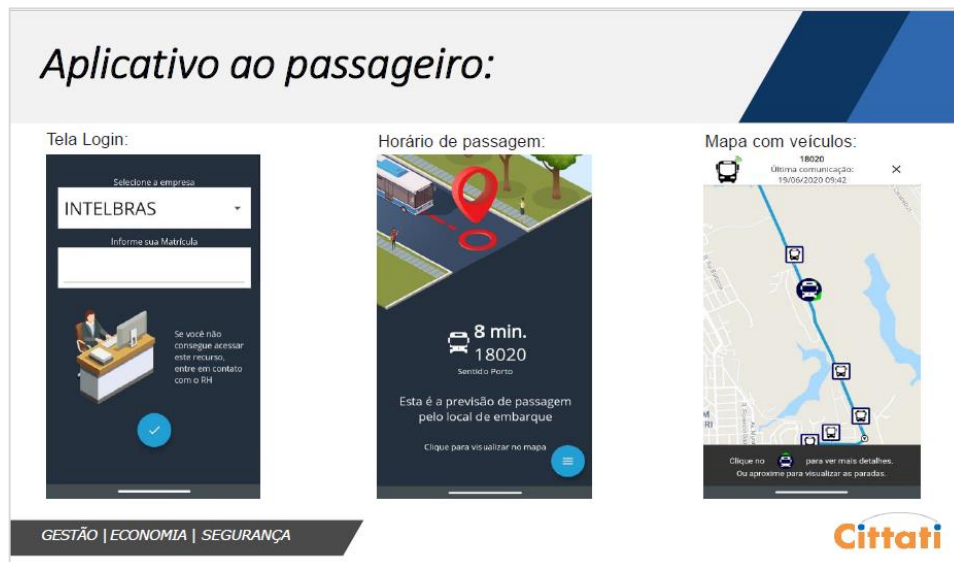 Aplicativo ao passageiro:
Tela Login:
Selecione a empresa
INTELBRAS
Informe sua Matrícula
Se você não
consegue acessar
este recurso,
entre em contato
com o RH
Horário de passagem:
8 min.
18020
Sentido Porto
Esta é a previsão de passagem
pelo local de embarque
Clique para visualizar no mapa
Mapa com veículos:
18020
Última comunicação:
19/06/2020 09:42
Clique no para ver mais detalhes.
Ou aproxime para visualizar as paradas.
GESTÃO | ECONOMIA | SEGURANÇA
Cittati